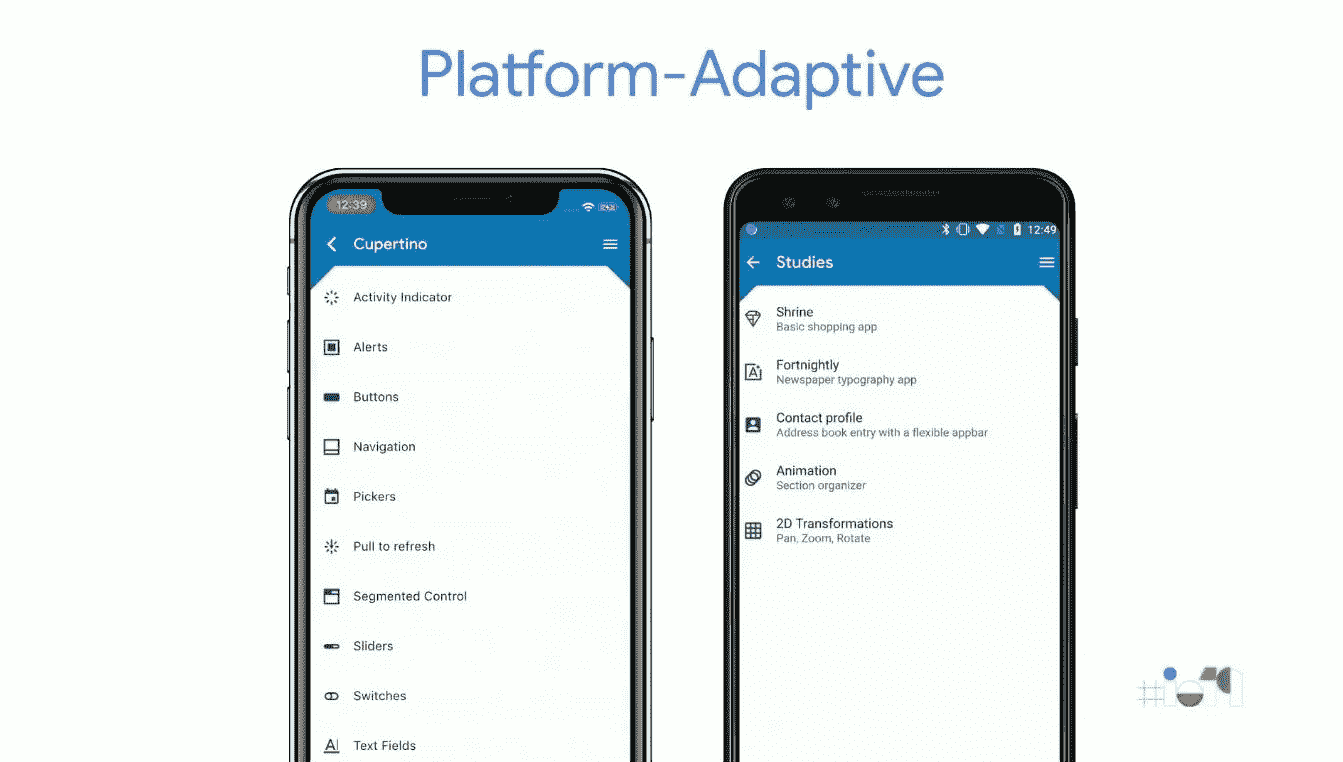 Platform-Adaptive
12:39
Cupertino
Activity Indicator
Alerts
Buttons
Navigation
Pickers
Pull to refresh
Segmented Control
Sliders
Switches
Text Fields
12:49
Studies
Shrine
Basic shopping app
Fortnightly
Newspaper typography app
Contact profile
Address book entry with a flexible appbar
Animation
Section organizer
2D Transformations
Pan, Zoom, Rotate
#io19